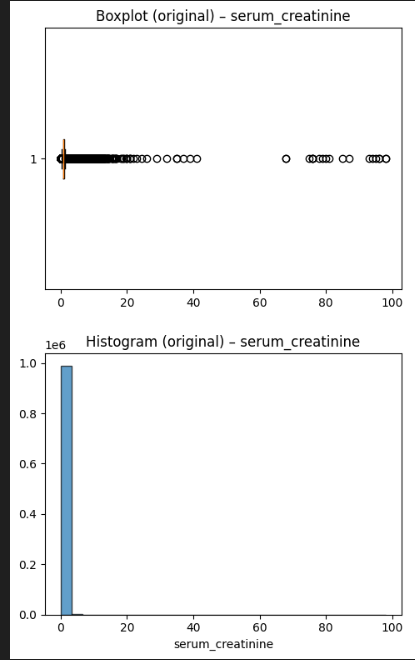 Boxplot (original) – serum_creatinine
1
0 20 40 60 80 100
Histogram (original) – serum_creatinine
1e6
1.0
0.8
0.6
0.4
0.2
0.0
0 20 40 60 80 100
serum_creatinine